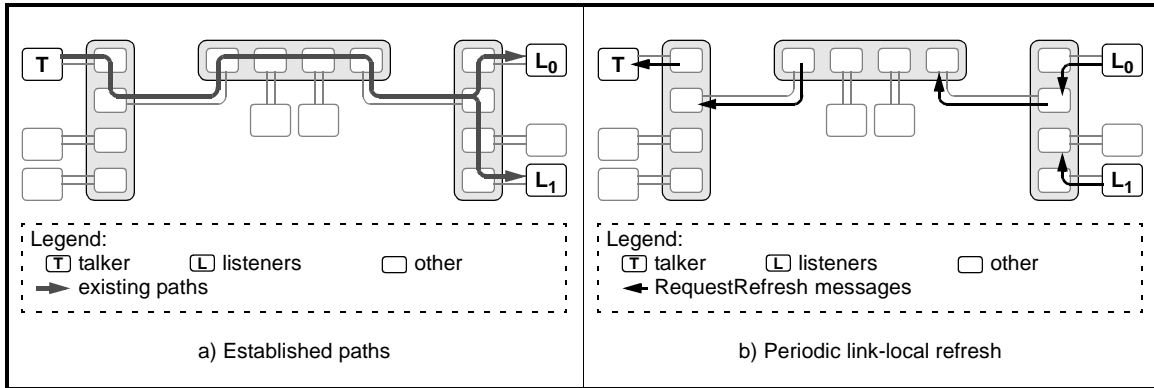 T
L0
L1
Legend:
T talker L listeners other
existing paths
a) Established paths
T
L0
L1
Legend:
T talker L listeners other
RequestRefresh messages
b) Periodic link-local refresh